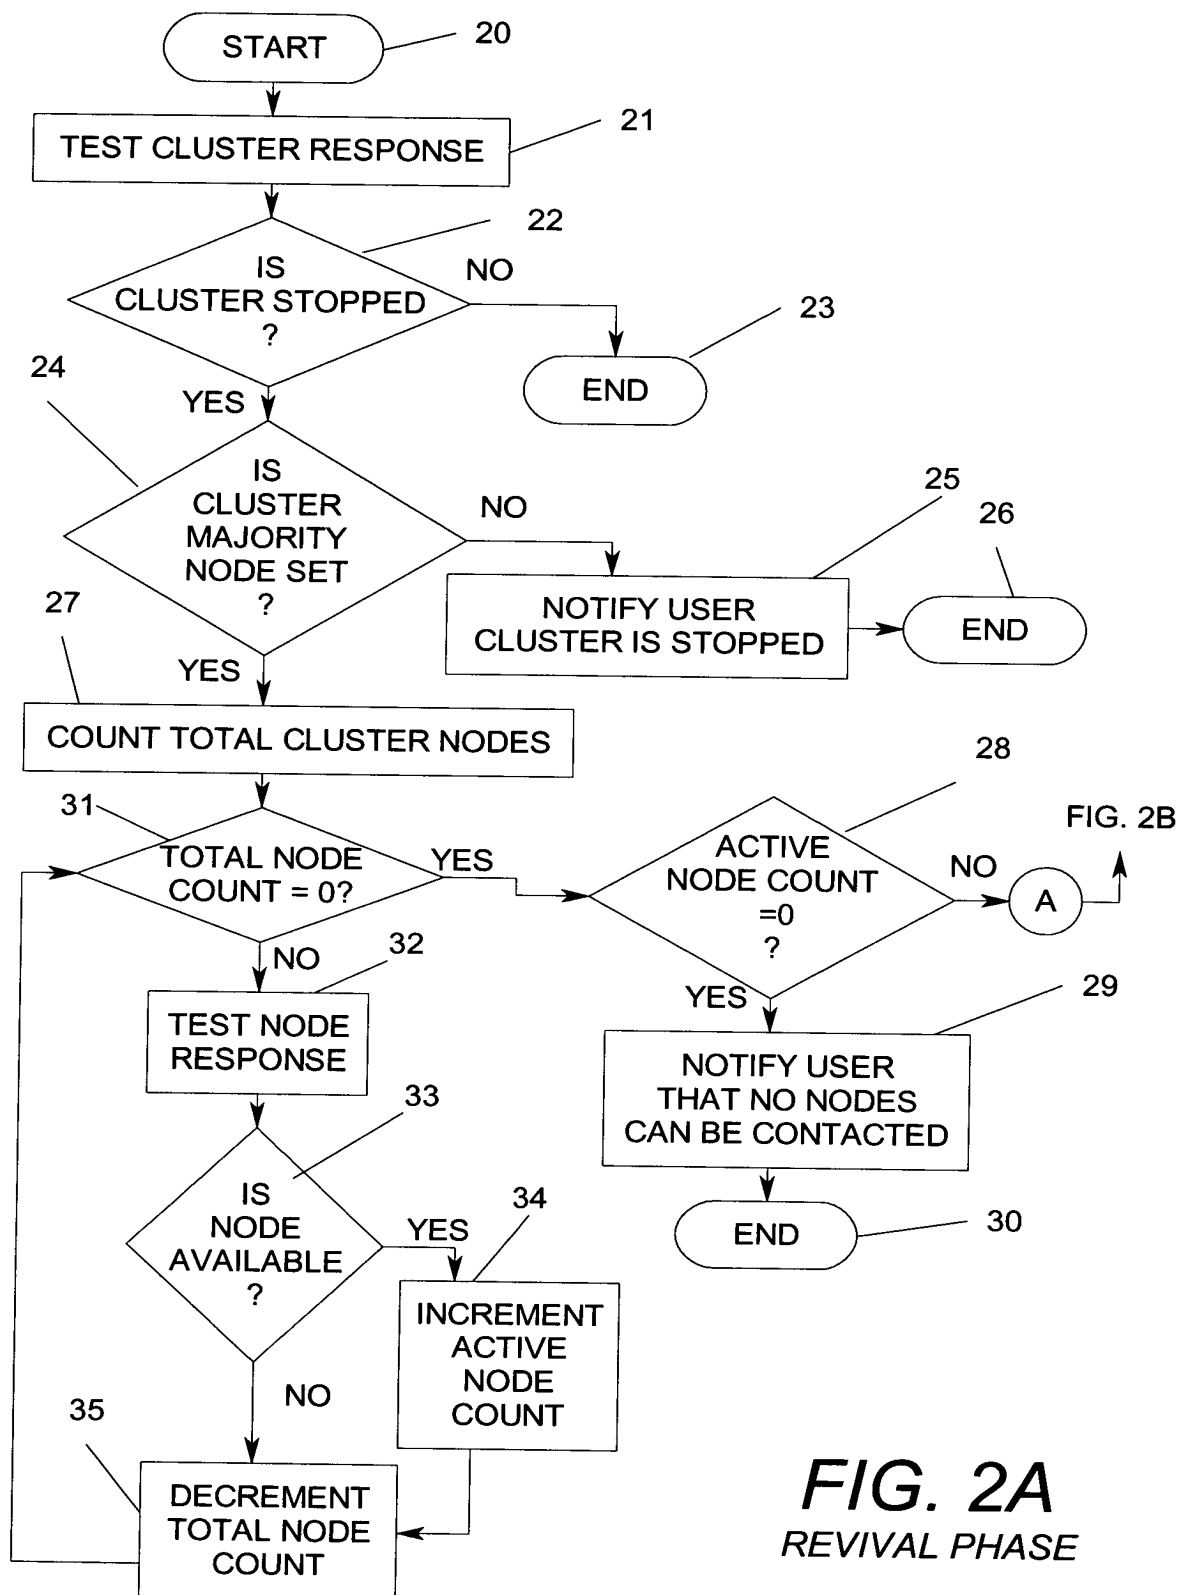 START
20
TEST CLUSTER RESPONSE
21
22
IS
CLUSTER STOPPED
?
NO
23
END
24
YES
IS
CLUSTER
MAJORITY
NODE SET
?
NO
25
26
NOTIFY USER
CLUSTER IS STOPPED
END
27
YES
COUNT TOTAL CLUSTER NODES
28
31
TOTAL NODE
COUNT = 0?
YES
ACTIVE
NODE COUNT
=0
?
NO
A
FIG. 2B
NO
32
YES
29
TEST NODE
RESPONSE
NOTIFY USER
THAT NO NODES
CAN BE CONTACTED
33
IS
NODE
AVAILABLE
?
YES
34
END
30
INCREMENT
ACTIVE
NODE
COUNT
NO
35
DECREMENT
TOTAL NODE
COUNT
FIG. 2A
REVIVAL PHASE